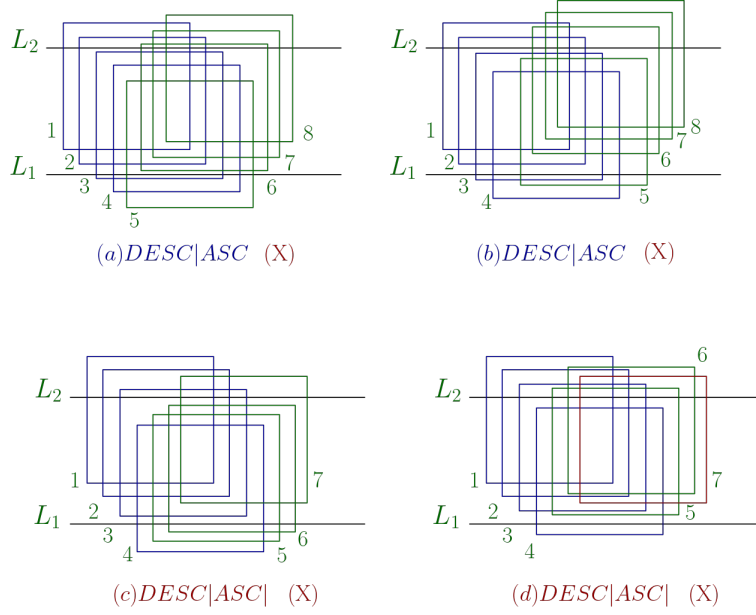 L₂ L₂
1 2 3 4 5 6 7 8 1 2 3 4 5 6 7 8
L₁ L₁
(a)DESC|ASC (X) (b)DESC|ASC (X)
L₂ 6 L₂
1 2 3 4 5 6 7 1 2 3 4 5 7
L₁ L₁
(c)DESC|ASC| (X) (d)DESC|ASC| (X)